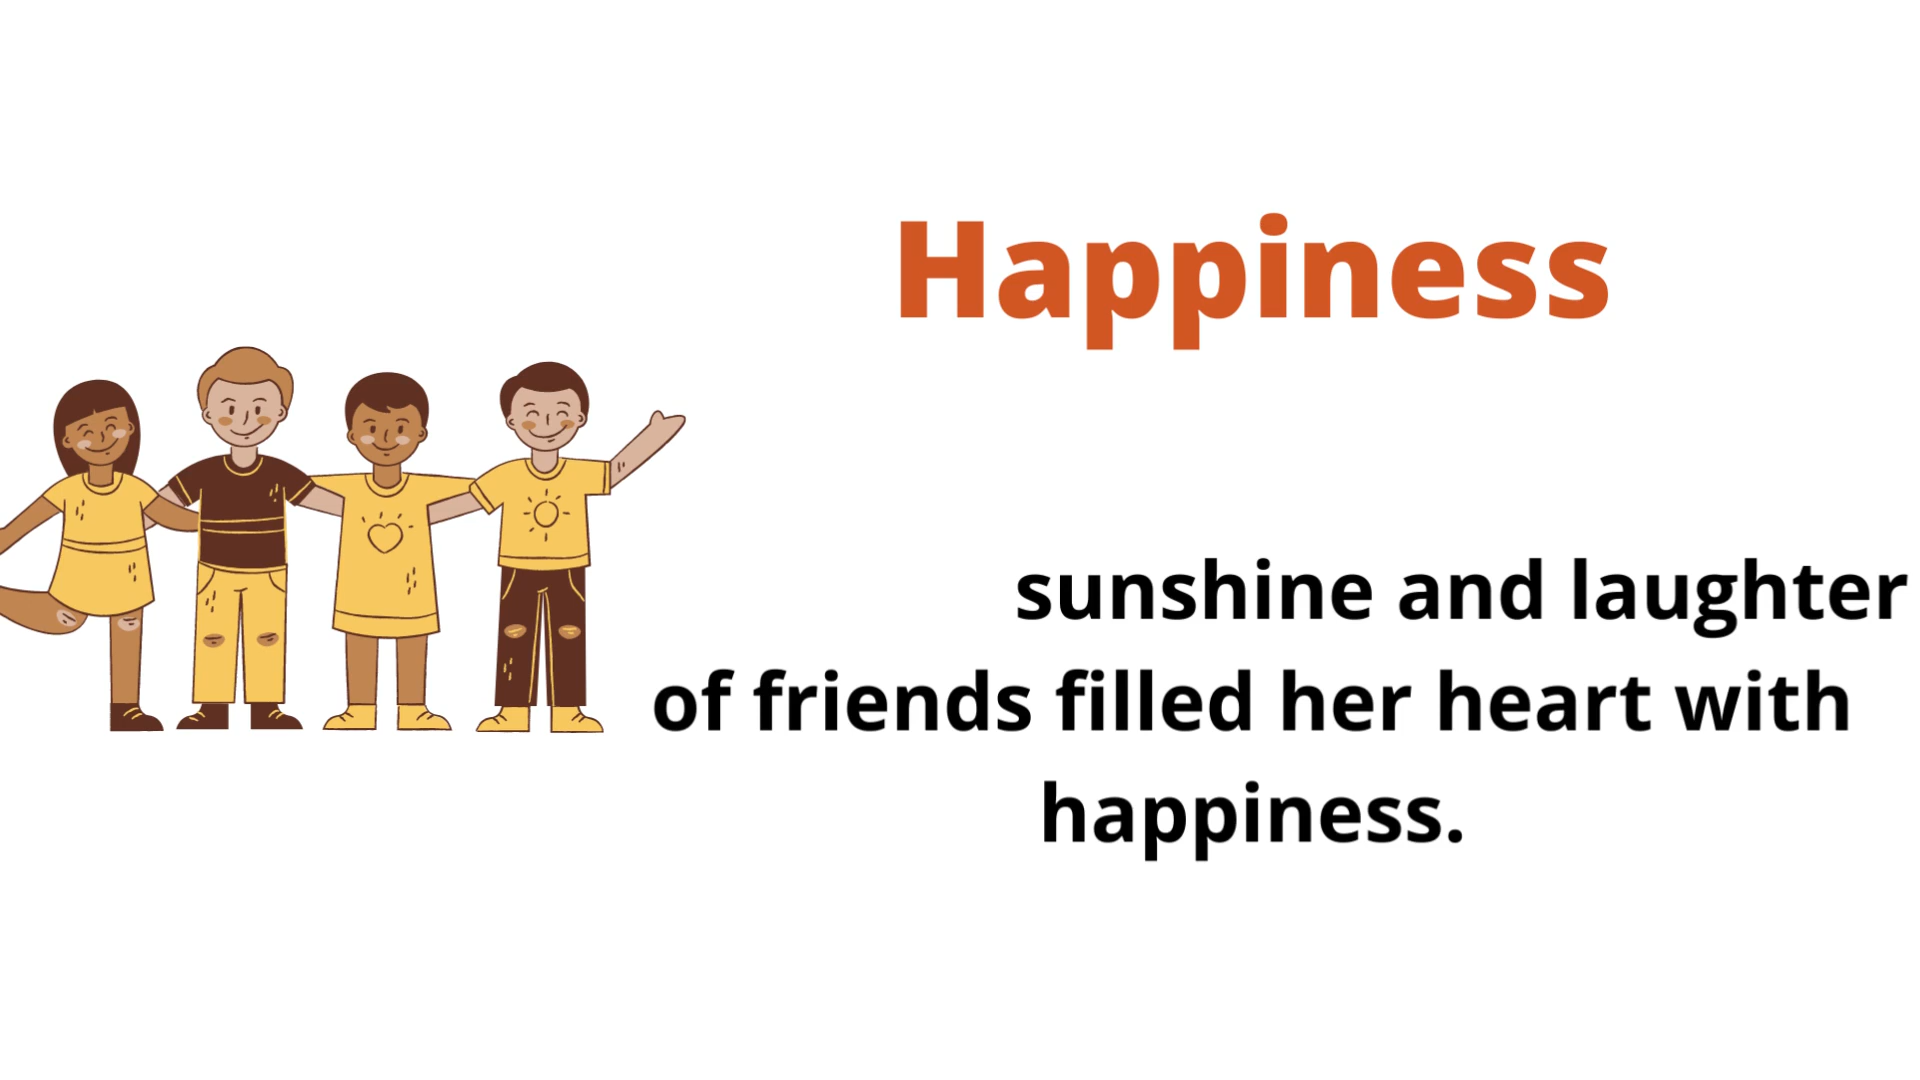 Happiness
sunshine and laughter
of friends filled her heart with
happiness.